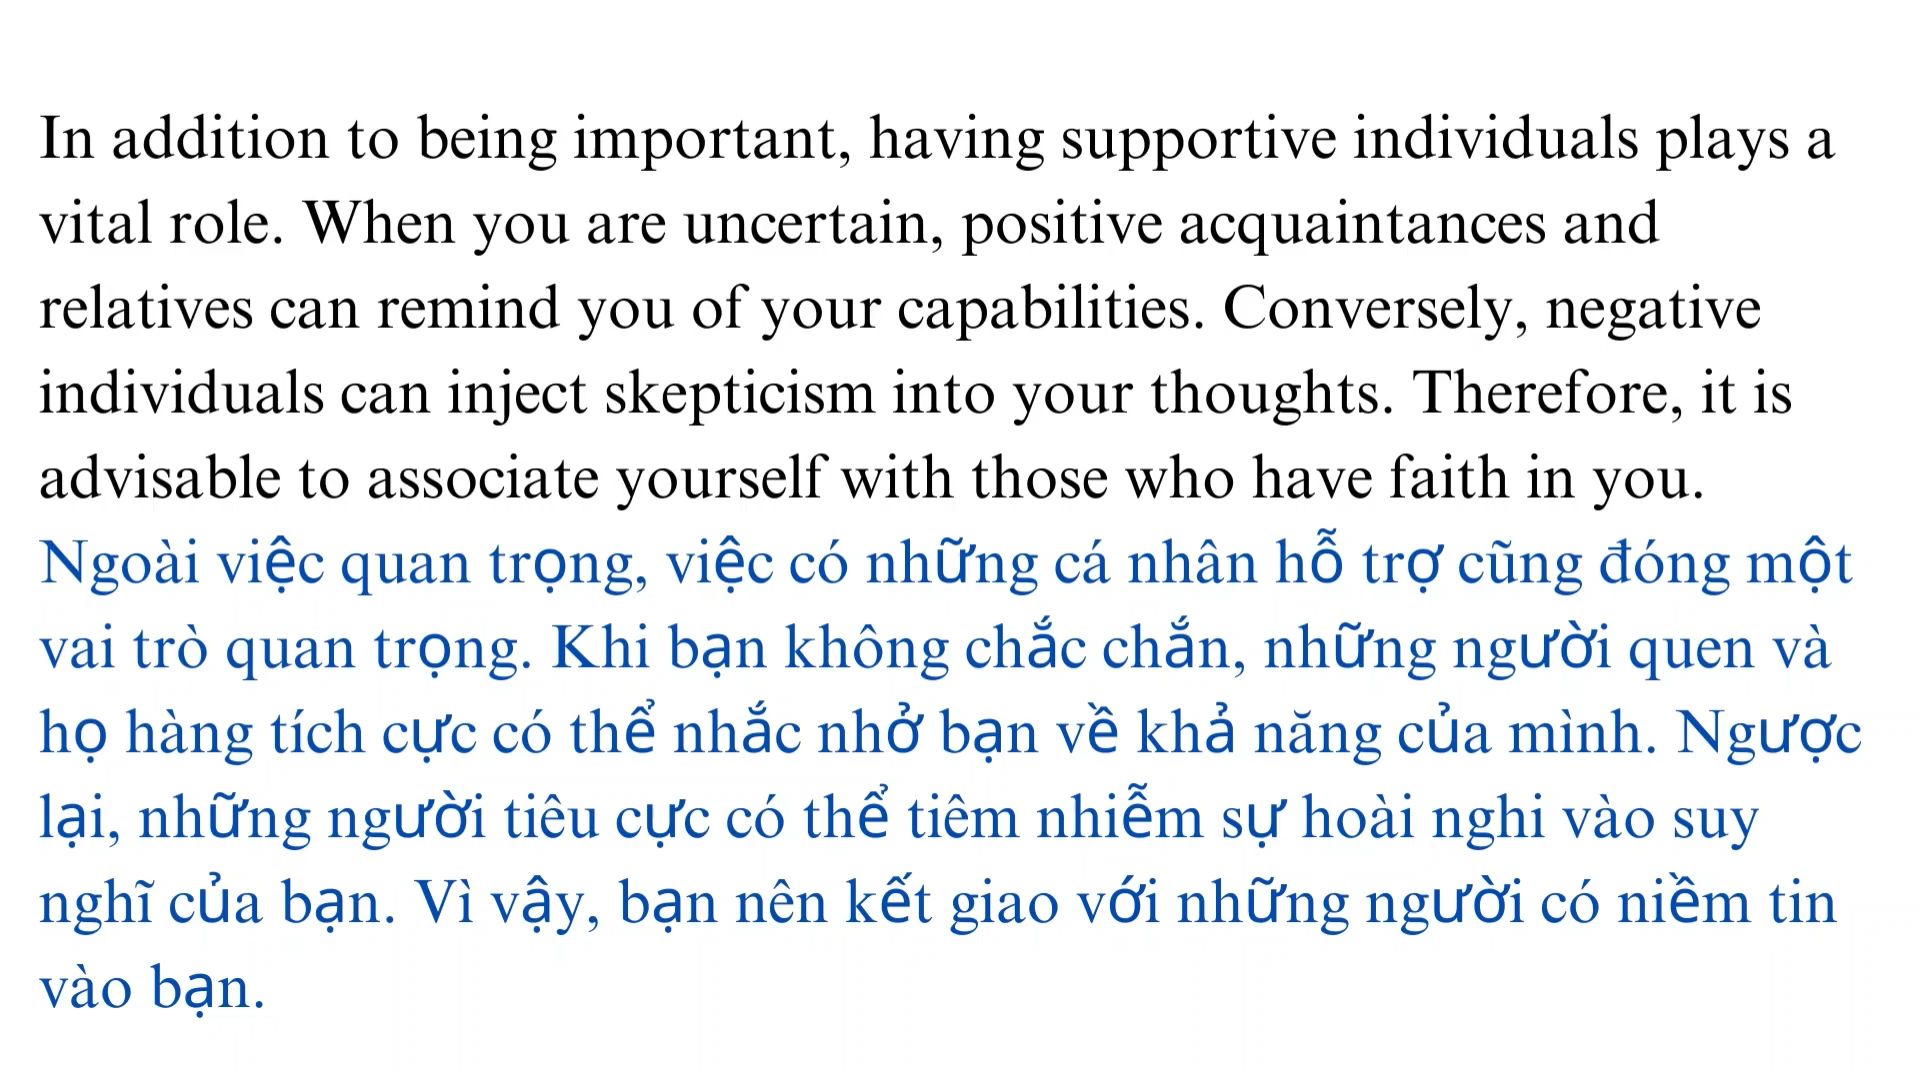 In addition to being important, having supportive individuals plays a
vital role. When you are uncertain, positive acquaintances and
relatives can remind you of your capabilities. Conversely, negative
individuals can inject skepticism into your thoughts. Therefore, it is
advisable to associate yourself with those who have faith in you.
Ngoài việc quan trọng, việc có những cá nhân hỗ trợ cũng đóng một
vai trò quan trọng. Khi bạn không chắc chắn, những người quen và
họ hàng tích cực có thể nhắc nhở bạn về khả năng của mình. Ngược
lại, những người tiêu cực có thể tiêm nhiễm sự hoài nghi vào suy
nghĩ của bạn. Vì vậy, bạn nên kết giao với những người có niềm tin
vào bạn.